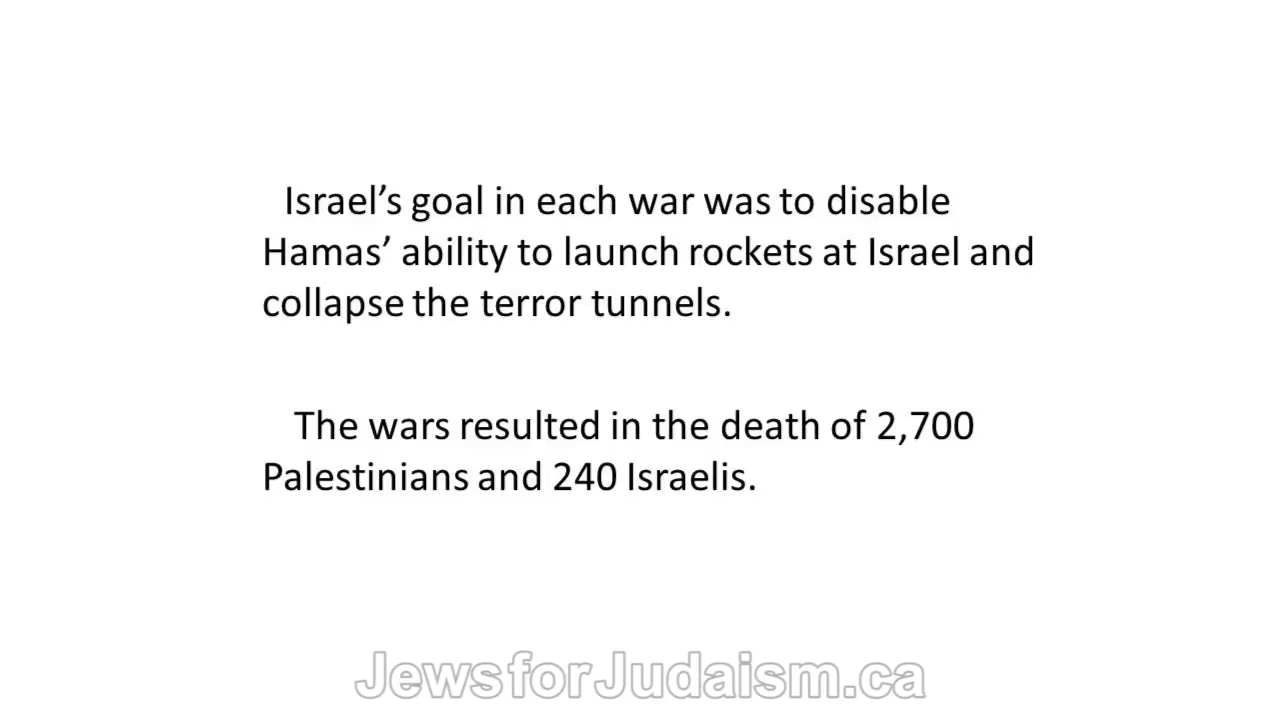 Israel’s goal in each war was to disable
Hamas’ ability to launch rockets at Israel and
collapse the terror tunnels.
The wars resulted in the death of 2,700
Palestinians and 240 Israelis.
JewsforJudaism.ca